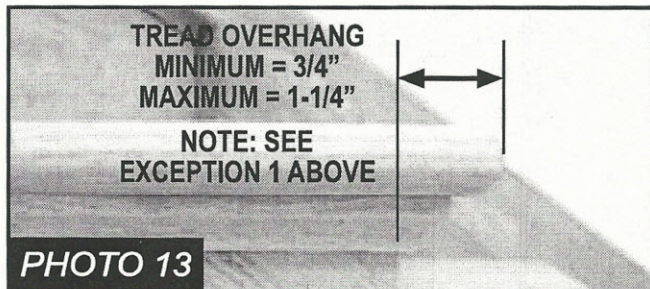 TREAD OVERHANG
MINIMUM = 3/4”
MAXIMUM = 1-1/4”
NOTE: SEE
EXCEPTION 1 ABOVE
PHOTO 13